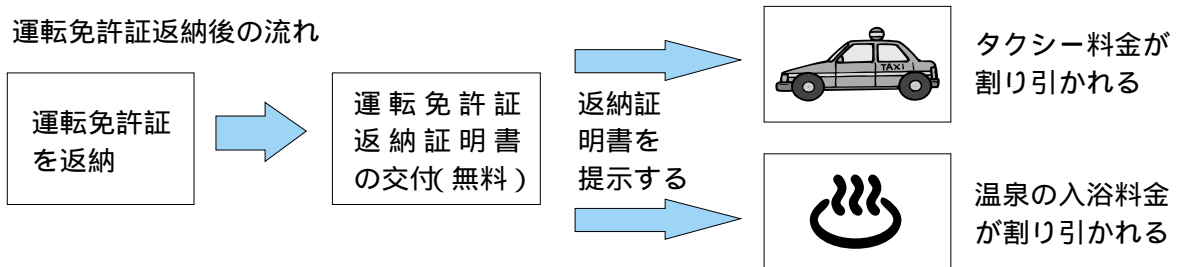 運転免許証返納後の流れ
運転免許証
を返納
運転免許証
返納証明書
の交付(無料)
返納証
明書を
提示する
TAXI
タクシー料金が
割り引かれる
温泉の入浴料金
が割り引かれる